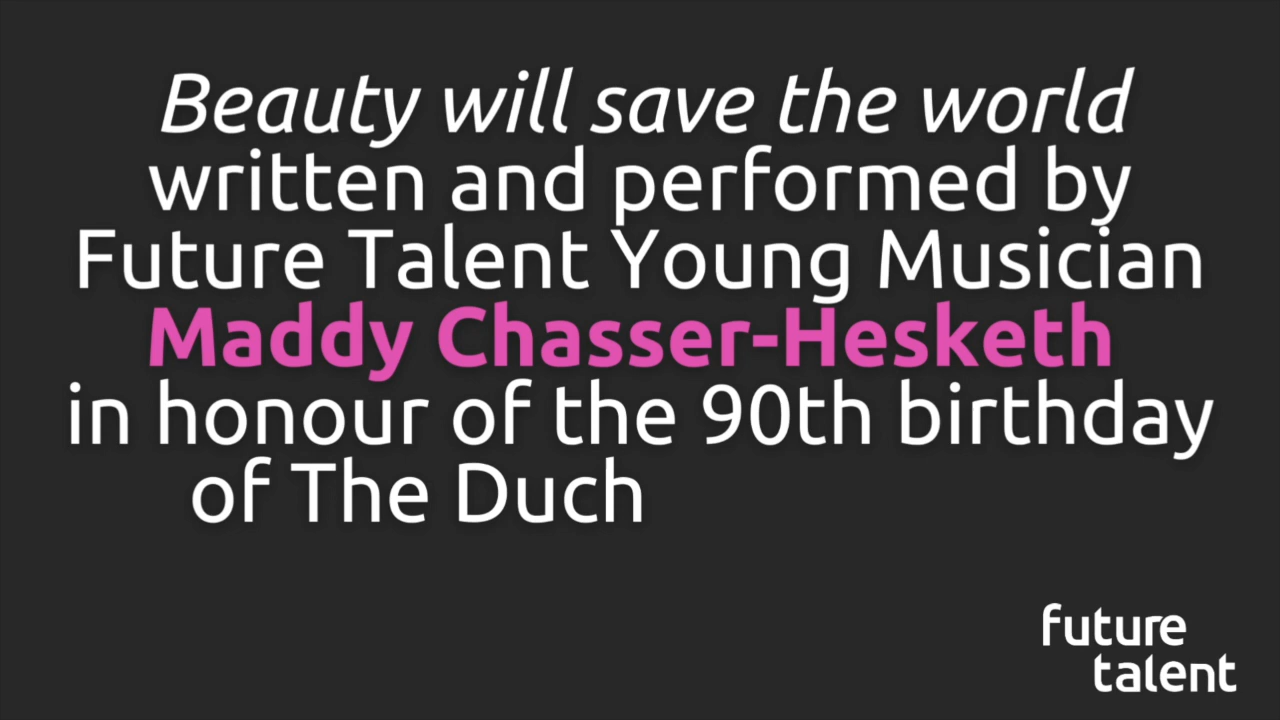 Beauty will save the world
written and performed by
Future Talent Young Musician
Maddy Chasser-Hesketh
in honour of the 90th birthday
of The Duch
future
talent